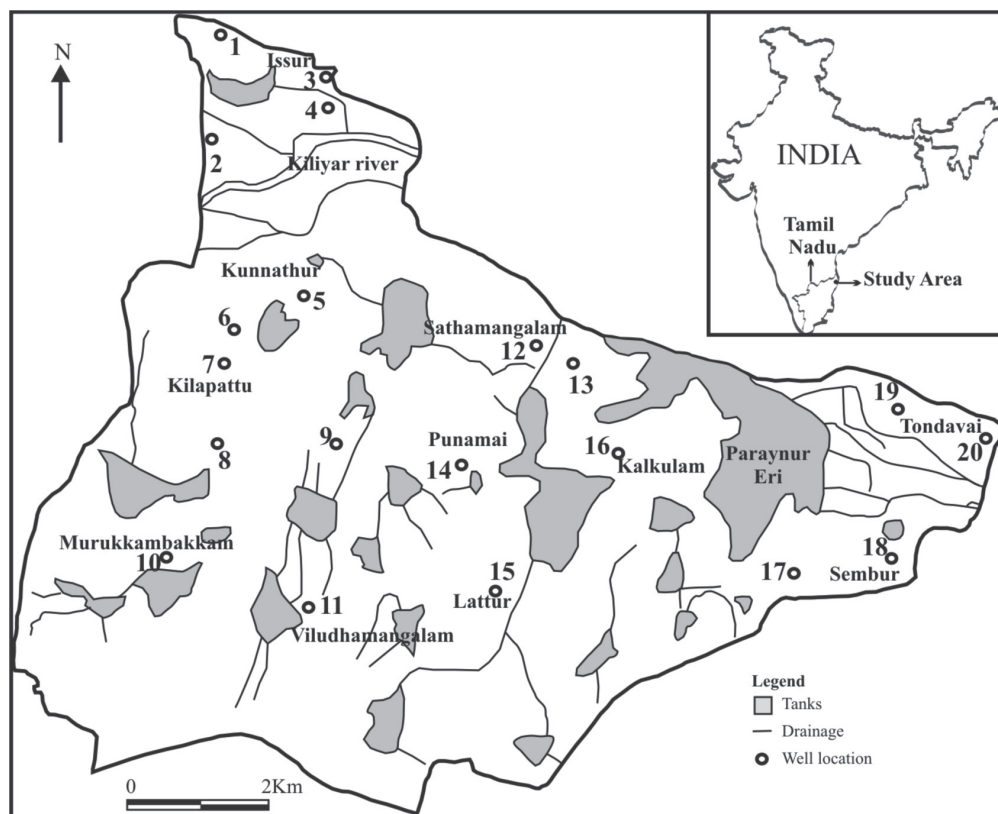 N
1
Issur
3
4
2
Kiliyar river
Kunnathur
5
6
7
Kilapattu
Sathamangalam
12
13
8
9
Punamai
14
16
Kalkulam
Paraynur
Eri
19
Tondavai
20
Murukkambakkam
10
11
Viludhamangalam
15
Lattur
17
18
Sembur
INDIA
Tamil
Nadu
Study Area
Legend
Tanks
Drainage
Well location
0 2Km